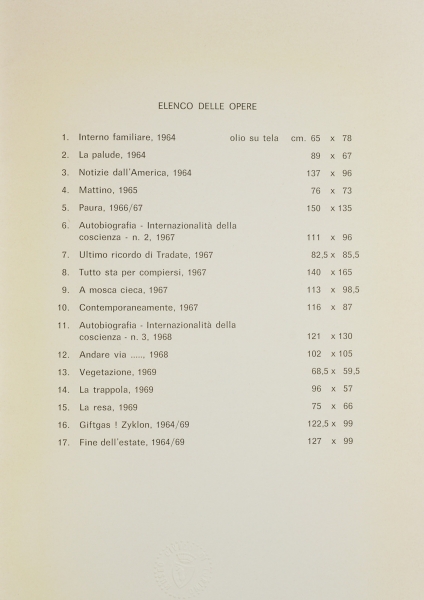 ELENCO DELLE OPERE
1. Interno familiare, 1964 olio su tela cm. 65 x 78
2. La palude, 1964 89 x 67
3. Notizie dall'America, 1964 137 x 96
4. Mattino, 1965 76 x 73
5. Paura, 1966/67 150 x 135
6. Autobiografia - Internazionalità della
coscienza - n. 2, 1967 111 x 96
7. Ultimo ricordo di Tradate, 1967 82,5 x 85,5
8. Tutto sta per compiersi, 1967 140 x 165
9. A mosca cieca, 1967 113 x 98,5
10. Contemporaneamente, 1967 116 x 87
11. Autobiografia - Internazionalità della
coscienza - n. 3, 1968 121 x 130
12. Andare via ....., 1968 102 x 105
13. Vegetazione, 1969 68,5 x 59,5
14. La trappola, 1969 96 x 57
15. La resa, 1969 75 x 66
16. Giftgas ! Zyklon, 1964/69 122,5 x 99
17. Fine dell'estate, 1964/69 127 x 99